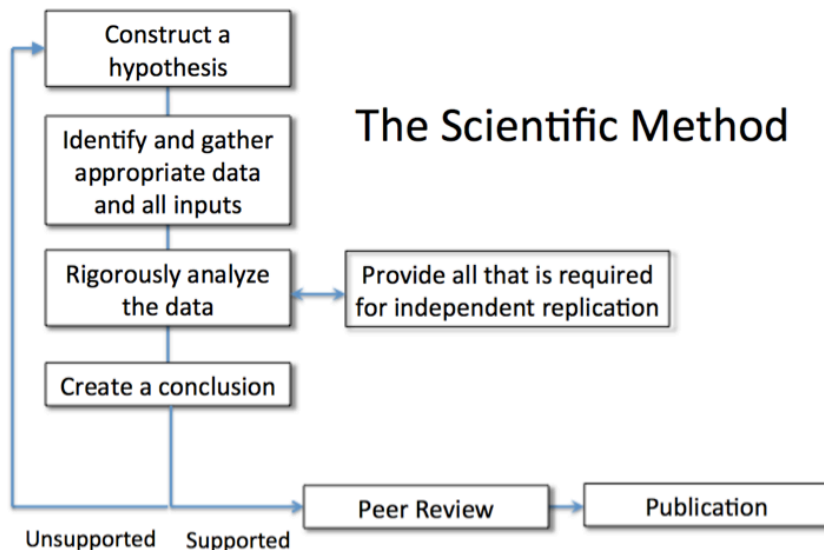 Construct a
hypothesis
The Scientific Method
Identify and gather
appropriate data
and all inputs
Rigorously analyze
the data
Provide all that is required
for independent replication
Create a conclusion
Peer Review
Publication
Unsupported
Supported